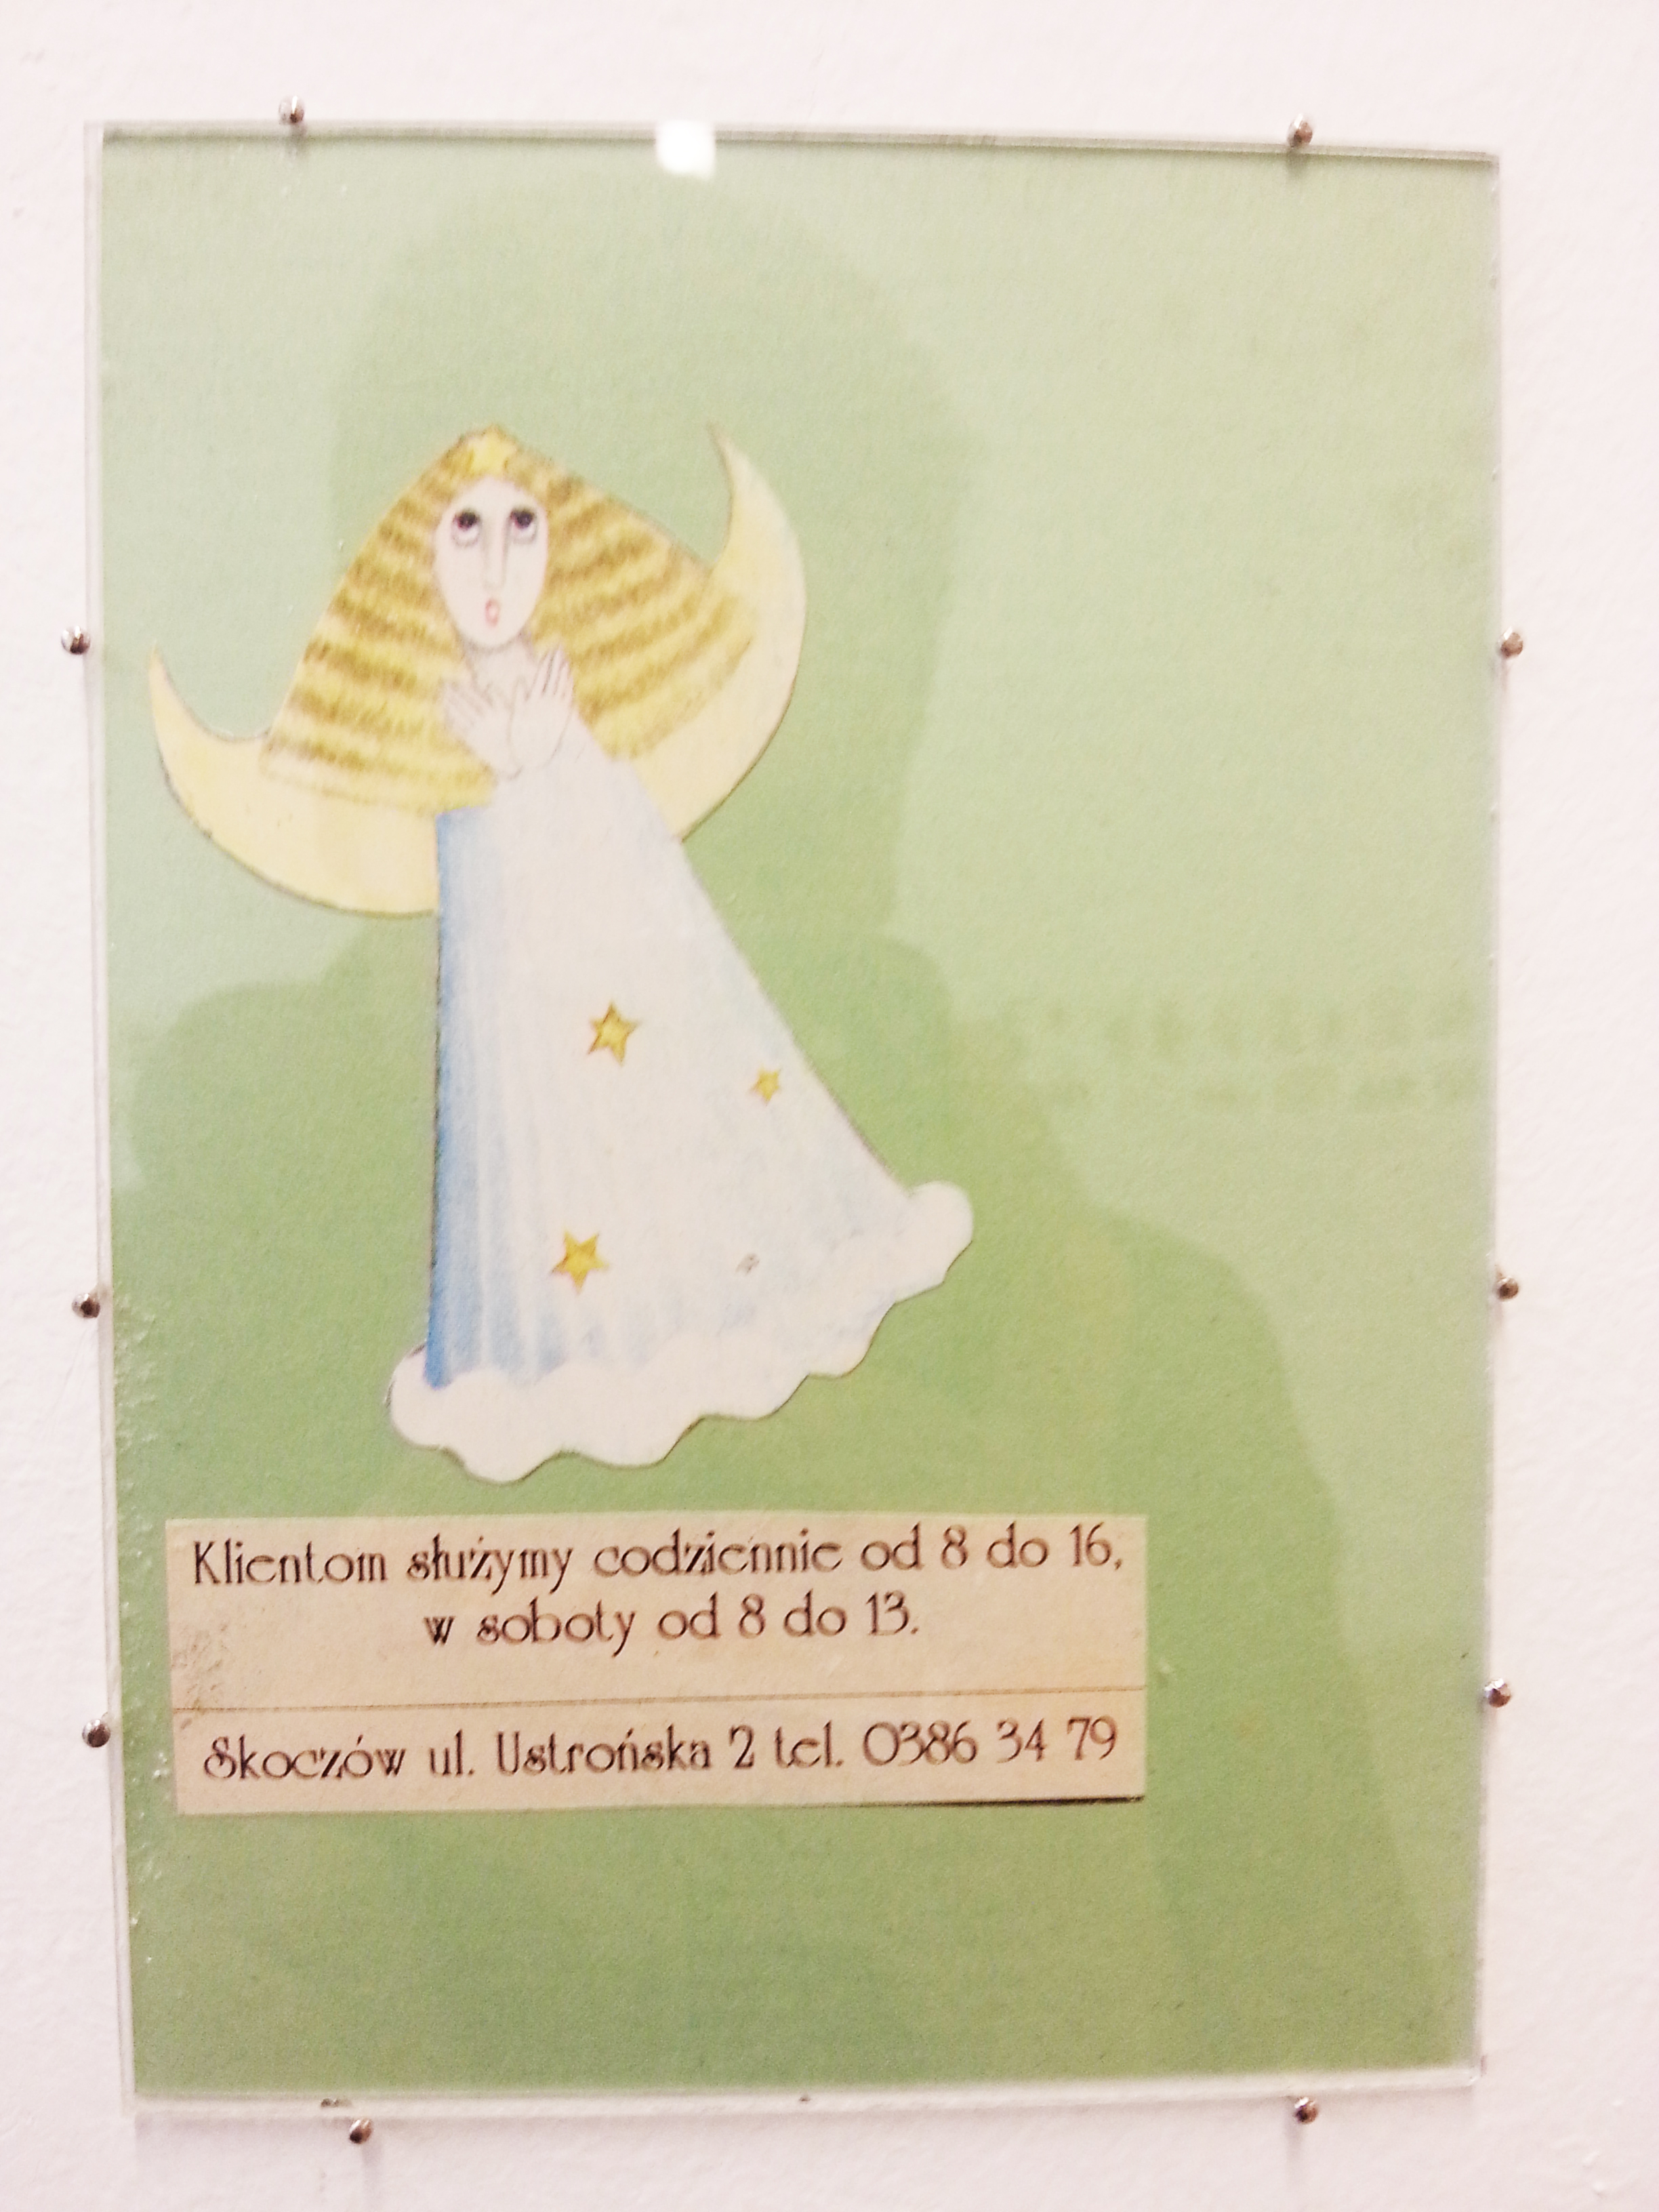 Klientom służymy codziennie od 8 do 16,
w soboty od 8 do 13.
Skoczów ul. Ustrońska 2 tel. 0386 34 79